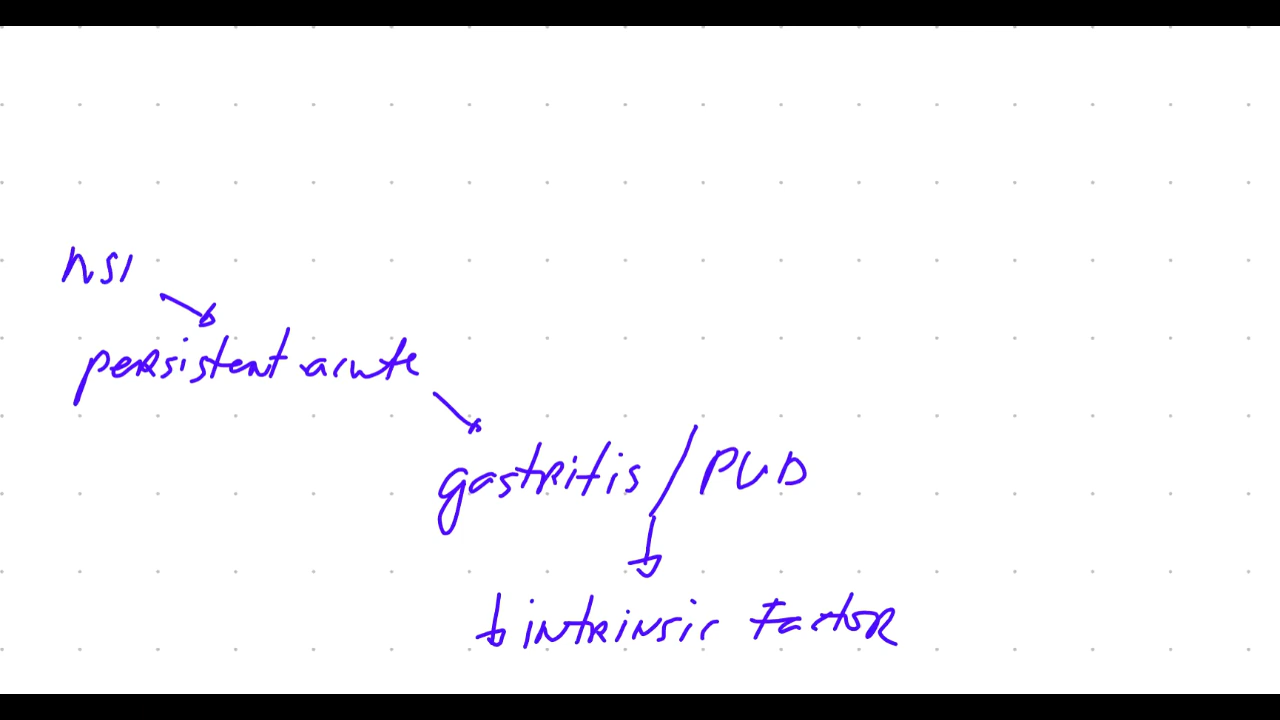 nsi
persistent acute
gastritis / PUD
↓ intrinsic factor